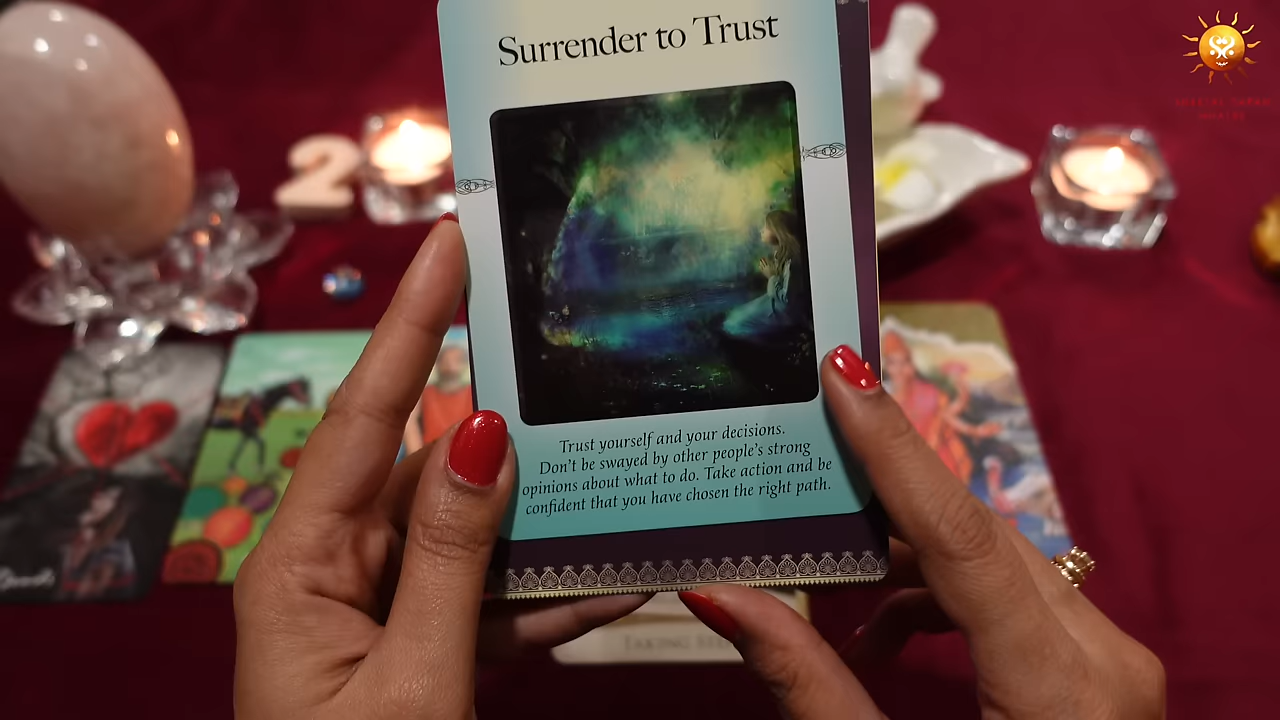 Surrender to Trust
Trust yourself and your decisions.
Don't be swayed by other people's strong
opinions about what to do. Take action and be
confident that you have chosen the right path.
2